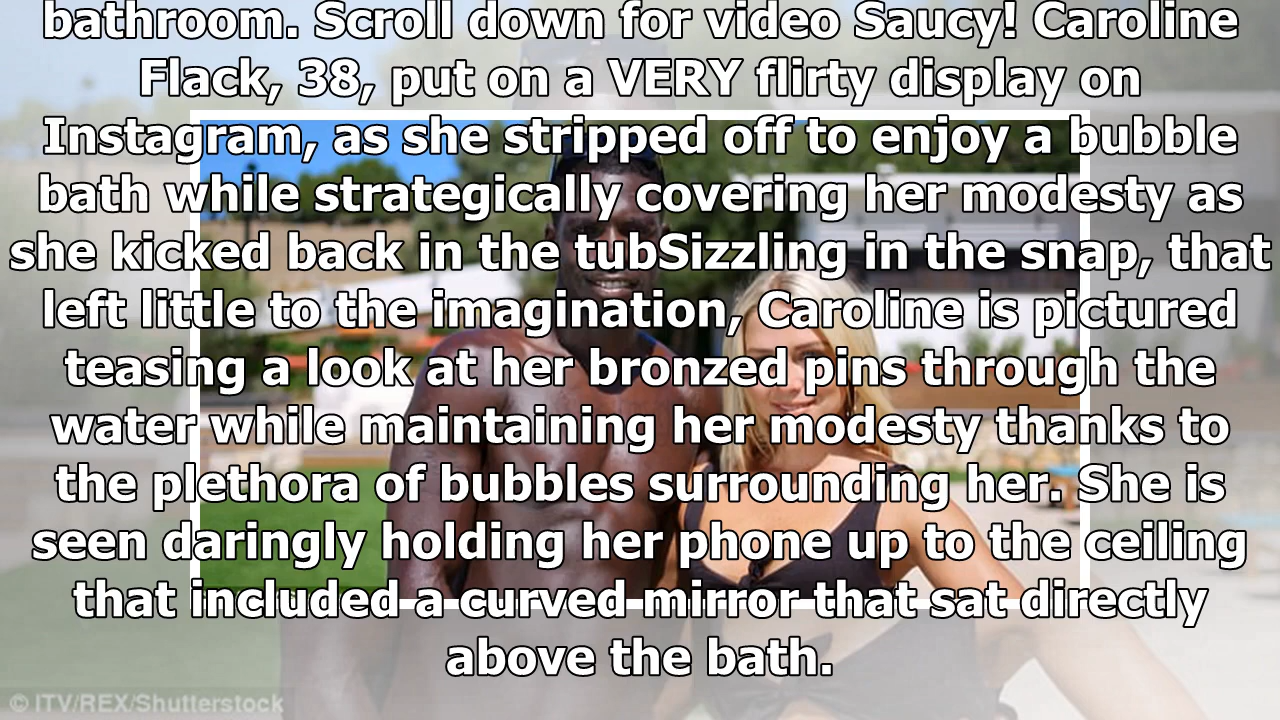 bathroom. Scroll down for video Saucy! Caroline
Flack, 38, put on a VERY flirty display on
Instagram, as she stripped off to enjoy a bubble
bath while strategically covering her modesty as
she kicked back in the tubSizzling in the snap, that
left little to the imagination, Caroline is pictured
teasing a look at her bronzed pins through the
water while maintaining her modesty thanks to
the plethora of bubbles surrounding her. She is
seen daringly holding her phone up to the ceiling
that included a curved mirror that sat directly
above the bath.
© ITV/REX/Shutterstock